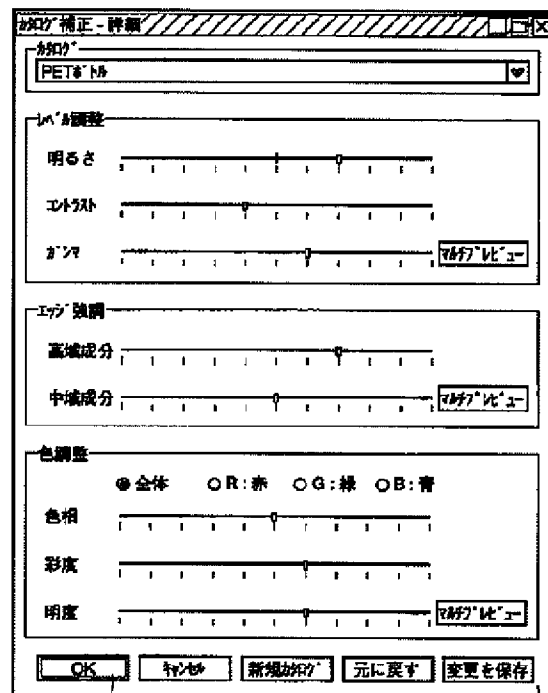 カタログ補正 - 詳細
カタログ
PETボトル
レベル調整
明るさ
コントラスト
ガンマ
マルチプレビュー
エッジ強調
高域成分
中域成分
マルチプレビュー
色調整
全体 R:赤 G:緑 B:青
色相
彩度
明度
マルチプレビュー
OK キャンセル 新規カタログ 元に戻す 変更を保存